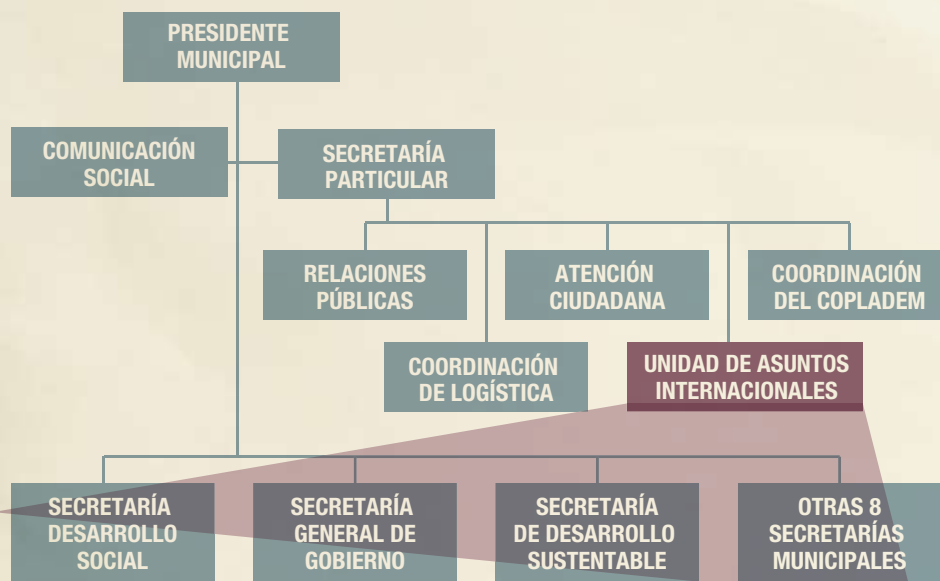 PRESIDENTE
MUNICIPAL
COMUNICACIÓN
SOCIAL
SECRETARÍA
PARTICULAR
RELACIONES
PÚBLICAS
ATENCIÓN
CIUDADANA
COORDINACIÓN
DEL COPLADEM
COORDINACIÓN
DE LOGÍSTICA
UNIDAD DE ASUNTOS
INTERNACIONALES
SECRETARÍA
DESARROLLO
SOCIAL
SECRETARÍA
GENERAL DE
GOBIERNO
SECRETARÍA
DE DESARROLLO
SUSTENTABLE
OTRAS 8
SECRETARÍAS
MUNICIPALES